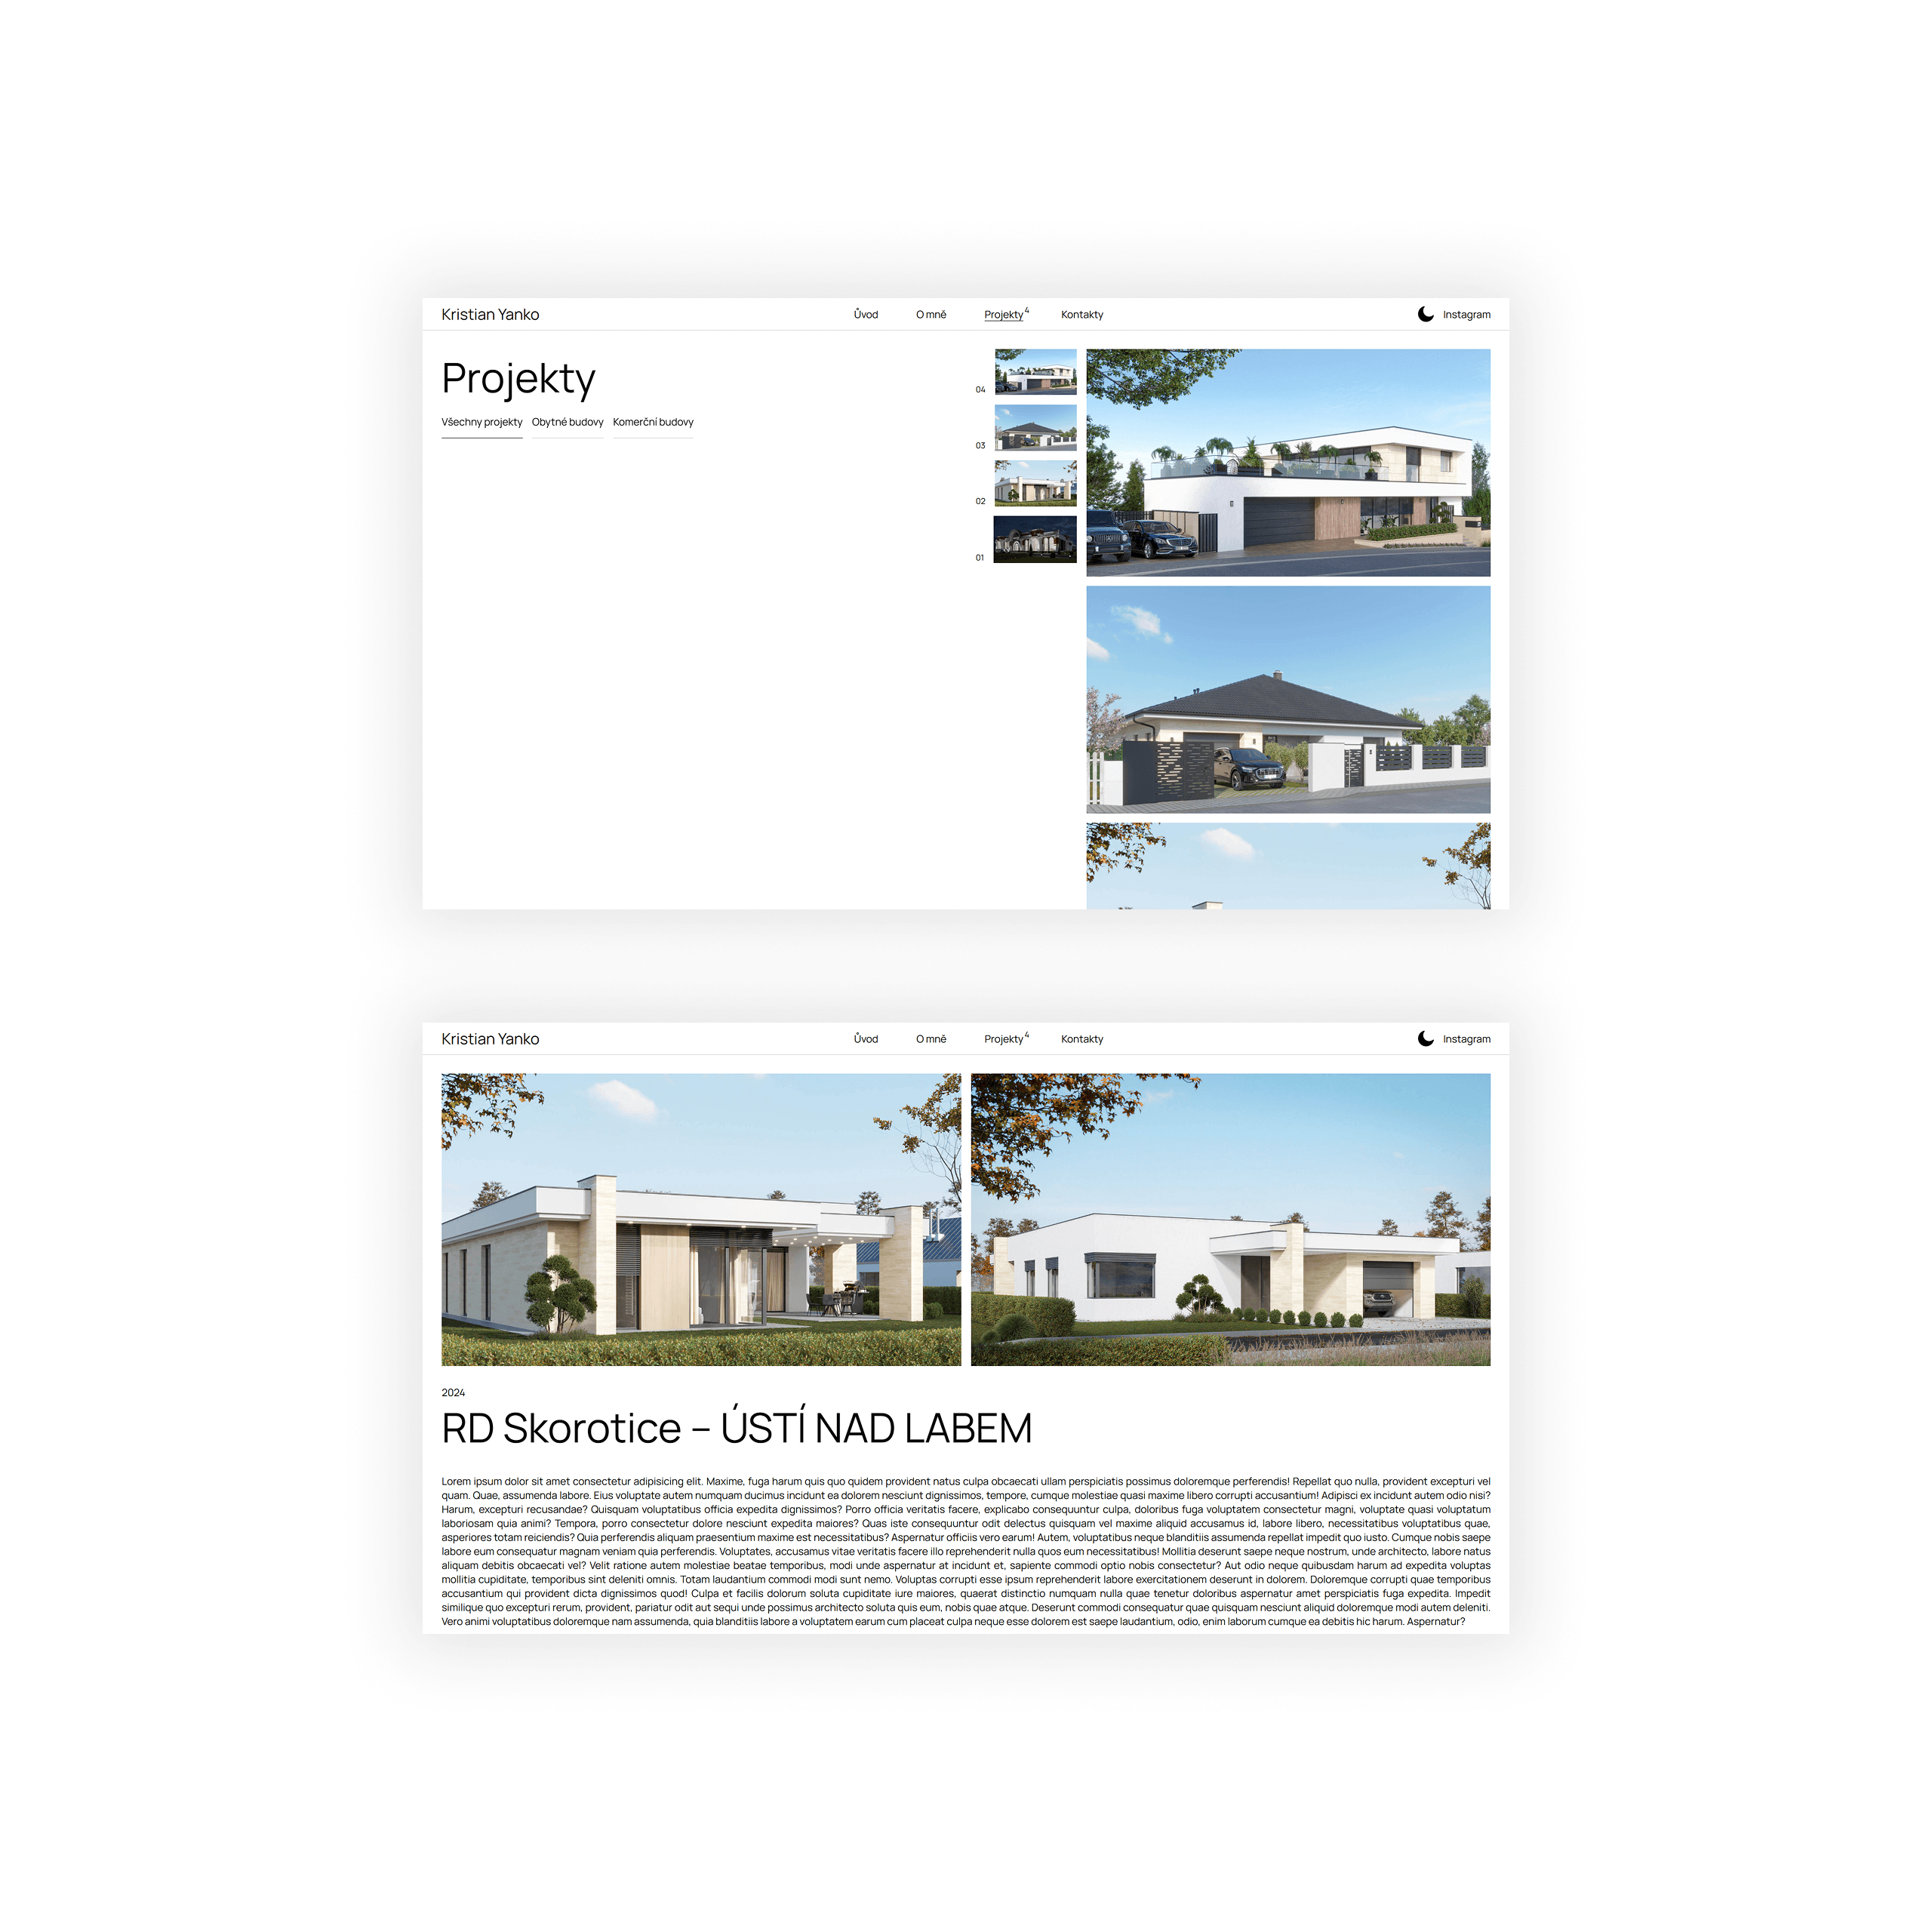 Kristian Yanko Úvod O mně Projekty 4 Kontakty Instagram
Projekty
Všechny projekty Obytné budovy Komerční budovy
04
03
02
01
Kristian Yanko Úvod O mně Projekty 4 Kontakty Instagram
2024
RD Skorotice – ÚSTÍ NAD LABEM
Lorem ipsum dolor sit amet consectetur adipisicing elit. Maxime, fuga harum quis quo quidem provident natus culpa obcaecati ullam perspiciatis possimus doloremque perferendis! Repellat quo nulla, provident excepturi vel
quam. Quae, assumenda labore. Eius voluptate autem numquam ducimus incidunt ea dolorem nesciunt dignissimos, tempore, cumque molestiae quasi maxime libero corrupti accusantium! Adipisci ex incidunt autem odio nisi?
Harum, excepturi recusandae? Quisquam voluptatibus officia expedita dignissimos? Porro officia veritatis facere, explicabo consequuntur culpa, doloribus fuga voluptatem consectetur magni, voluptate quasi voluptatum
laboriosam quia animi? Tempora, porro consectetur dolore nesciunt expedita maiores? Quas iste consequuntur odit delectus quisquam vel maxime aliquid accusamus id, labore libero, necessitatibus voluptatibus quae,
asperiores totam reiciendis? Quia perferendis aliquam praesentium maxime est necessitatibus? Aspernatur officiis vero earum! Autem, voluptatibus neque blanditiis assumenda repellat impedit quo iusto. Cumque nobis saepe
labore eum consequatur magnam veniam quia perferendis. Voluptates, accusamus vitae veritatis facere illo reprehenderit nulla quos eum necessitatibus! Mollitia deserunt saepe neque nostrum, unde architecto, labore natus
aliquam debitis obcaecati vel? Velit ratione autem molestiae beatae temporibus, modi unde aspernatur at incidunt et, sapiente commodi optio nobis consectetur? Aut odio neque quibusdam harum ad expedita voluptas
mollitia cupiditate, temporibus sint deleniti omnis. Totam laudantium commodi modi sunt nemo. Voluptas corrupti esse ipsum reprehenderit labore exercitationem deserunt in dolorem. Doloremque corrupti quae temporibus
accusantium qui provident dicta dignissimos quod! Culpa et facilis dolorum soluta cupiditate iure maiores, quaerat distinctio numquam nulla quae tenetur doloribus aspernatur amet perspiciatis fuga expedita. Impedit
similique quo excepturi rerum, provident, pariatur odit aut sequi unde possimus architecto soluta quis eum, nobis quae atque. Deserunt commodi consequatur quae quisquam nesciunt aliquid doloremque modi autem deleniti.
Vero animi voluptatibus doloremque nam assumenda, quia blanditiis labore a voluptatem earum cum placeat culpa neque esse dolorem est saepe laudantium, odio, enim laborum cumque ea debitis hic harum. Aspernatur?